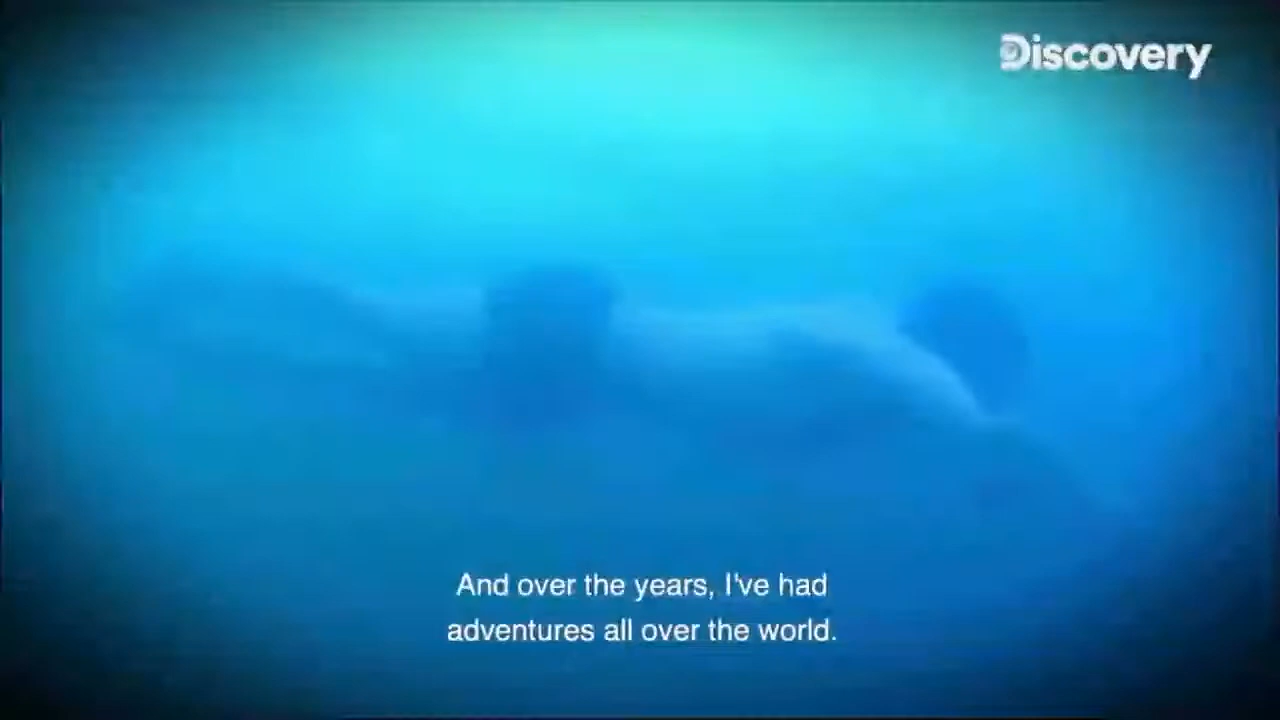 Discovery
And over the years, I've had
adventures all over the world.